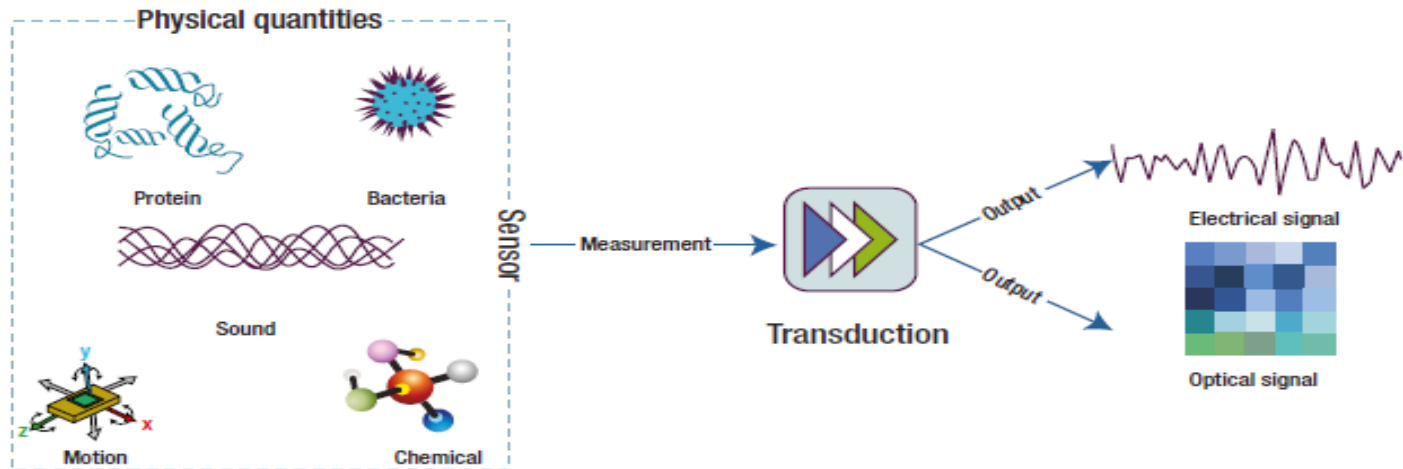 Physical quantities
Protein
Bacteria
Sound
y
z
x
Motion
Chemical
Sensor
Measurement
Transduction
Output
Output
Electrical signal
Optical signal